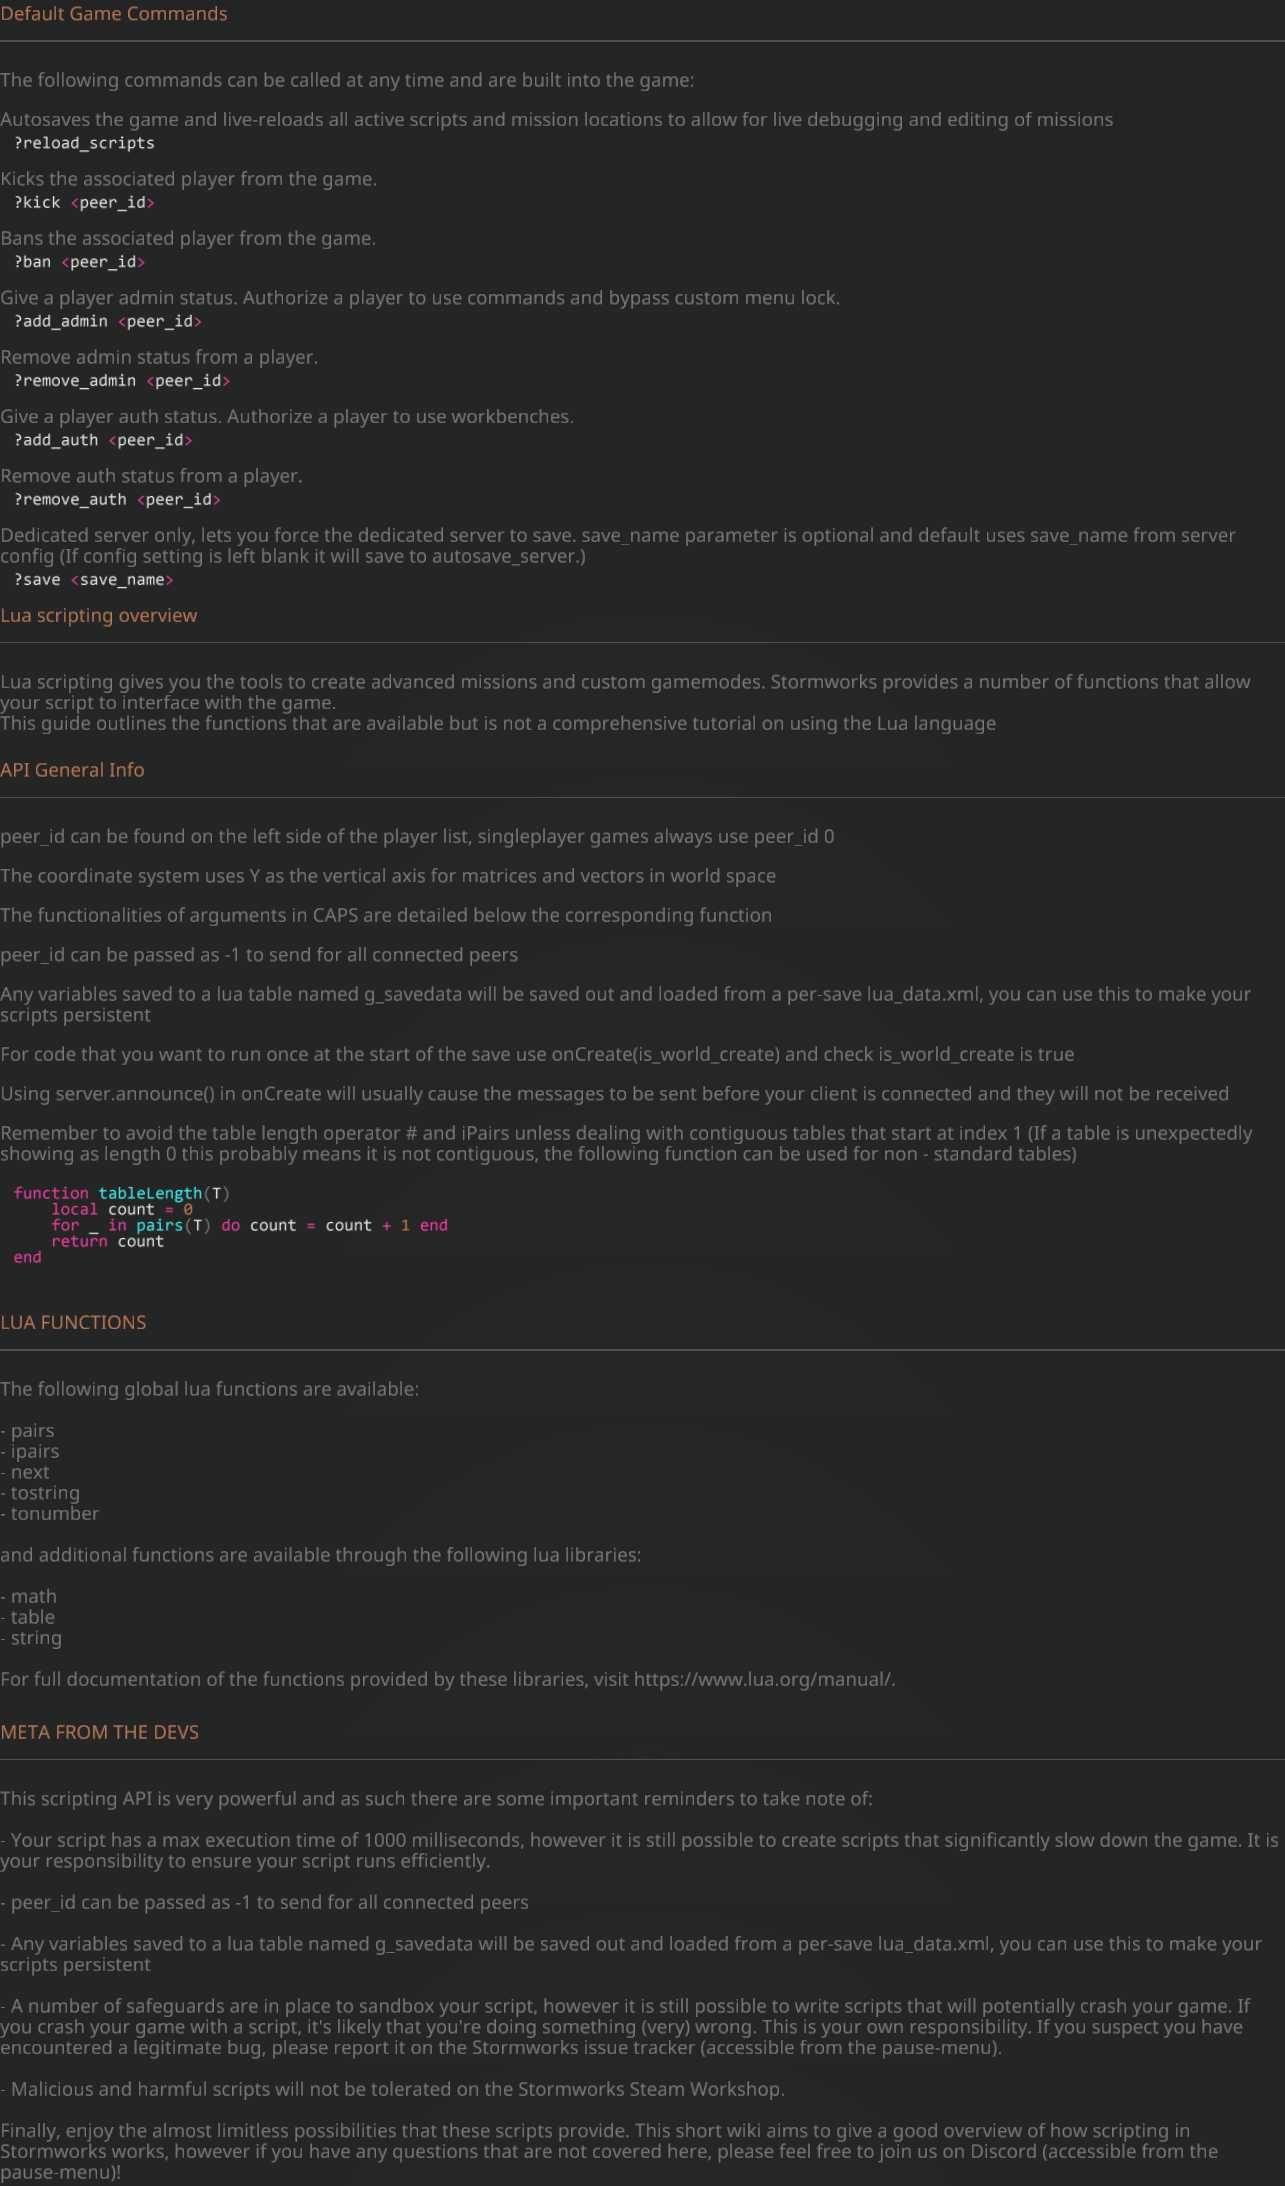 Default Game Commands
The following commands can be called at any time and are built into the game:
Autosaves the game and live-reloads all active scripts and mission locations to allow for live debugging and editing of missions
?reload_scripts
Kicks the associated player from the game.
?kick <peer_id>
Bans the associated player from the game.
?ban <peer_id>
Give a player admin status. Authorize a player to use commands and bypass custom menu lock.
?add_admin <peer_id>
Remove admin status from a player.
?remove_admin <peer_id>
Give a player auth status. Authorize a player to use workbenches.
?add_auth <peer_id>
Remove auth status from a player.
?remove_auth <peer_id>
Dedicated server only, lets you force the dedicated server to save. save_name parameter is optional and default uses save_name from server
config (If config setting is left blank it will save to autosave_server.)
?save <save_name>
Lua scripting overview
Lua scripting gives you the tools to create advanced missions and custom gamemodes. Stormworks provides a number of functions that allow
your script to interface with the game.
This guide outlines the functions that are available but is not a comprehensive tutorial on using the Lua language
API General Info
peer_id can be found on the left side of the player list, singleplayer games always use peer_id 0
The coordinate system uses Y as the vertical axis for matrices and vectors in world space
The functionalities of arguments in CAPS are detailed below the corresponding function
peer_id can be passed as -1 to send for all connected peers
Any variables saved to a lua table named g_savedata will be saved out and loaded from a per-save lua_data.xml, you can use this to make your
scripts persistent
For code that you want to run once at the start of the save use onCreate(is_world_create) and check is_world_create is true
Using server.announce() in onCreate will usually cause the messages to be sent before your client is connected and they will not be received
Remember to avoid the table length operator # and iPairs unless dealing with contiguous tables that start at index 1 (If a table is unexpectedly
showing as length 0 this probably means it is not contiguous, the following function can be used for non - standard tables)
function tableLength(T)
    local count = 0
    for _ in pairs(T) do count = count + 1 end
    return count
end
LUA FUNCTIONS
The following global lua functions are available:
- pairs
- ipairs
- next
- tostring
- tonumber
and additional functions are available through the following lua libraries:
- math
- table
- string
For full documentation of the functions provided by these libraries, visit https://www.lua.org/manual/.
META FROM THE DEVS
This scripting API is very powerful and as such there are some important reminders to take note of:
- Your script has a max execution time of 1000 milliseconds, however it is still possible to create scripts that significantly slow down the game. It is
your responsibility to ensure your script runs efficiently.
- peer_id can be passed as -1 to send for all connected peers
- Any variables saved to a lua table named g_savedata will be saved out and loaded from a per-save lua_data.xml, you can use this to make your
scripts persistent
- A number of safeguards are in place to sandbox your script, however it is still possible to write scripts that will potentially crash your game. If
you crash your game with a script, it's likely that you're doing something (very) wrong. This is your own responsibility. If you suspect you have
encountered a legitimate bug, please report it on the Stormworks issue tracker (accessible from the pause-menu).
- Malicious and harmful scripts will not be tolerated on the Stormworks Steam Workshop.
Finally, enjoy the almost limitless possibilities that these scripts provide. This short wiki aims to give a good overview of how scripting in
Stormworks works, however if you have any questions that are not covered here, please feel free to join us on Discord (accessible from the
pause-menu)!